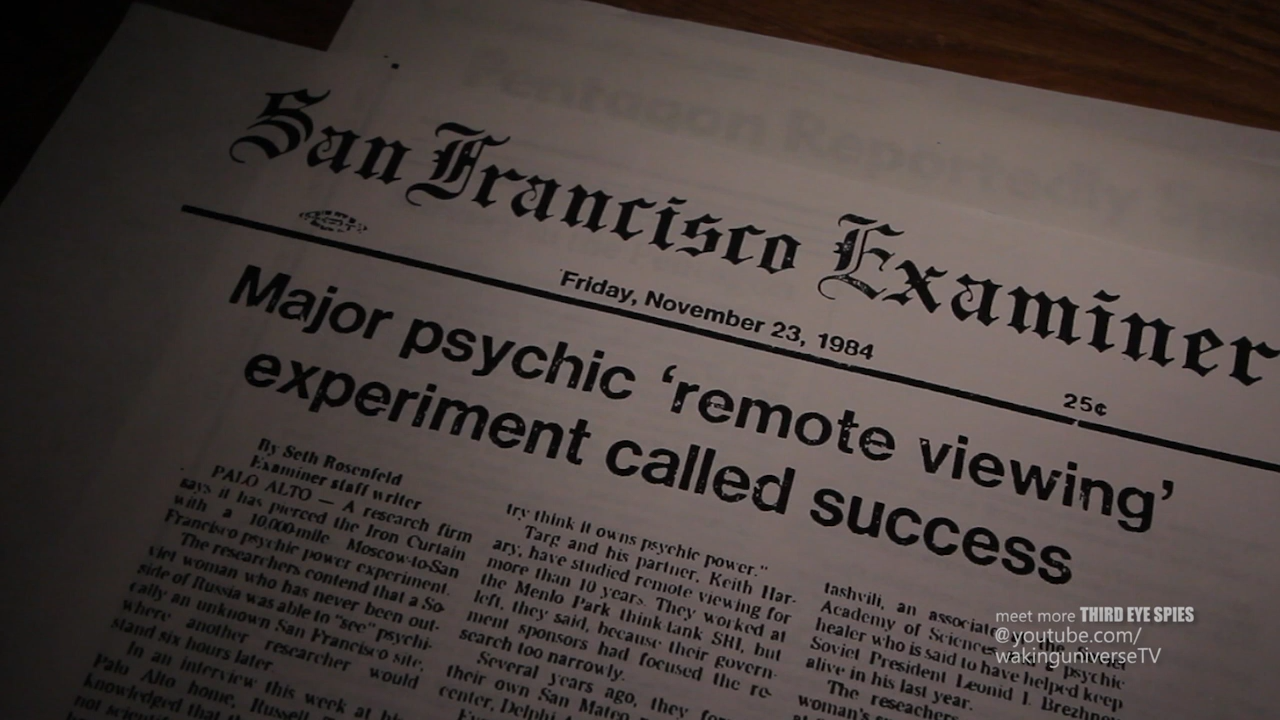 Pentagon Reportedly
San Francisco Examiner
Friday, November 23, 1984
25¢
Major psychic ‘remote viewing’
experiment called success
By Seth Rosenfeld
Examiner staff writer
PALO ALTO — A research firm
says it has pierced the Iron Curtain
with a 10,000-mile Moscow-to-San
Francisco psychic power experiment.
The researchers contend that a So-
viet woman who has never been out-
side of Russia was able to "see" psychi-
cally an unknown San Francisco site,
where another researcher would
stand six hours later.
In an interview this week at his
Palo Alto home, Russell
knowledged that
not scientifi
try think it owns psychic power."
Targ and his partner, Keith Har-
ary, have studied remote viewing for
more than 10 years. They worked at
the Menlo Park think-tank SRI, but
left, they said, because their govern-
ment sponsors had focused the re-
search too narrowly.
Several years ago, they
their own San Mateo
center, Delphi
tashvili, an associate
Academy of Sciences psychic
healer who is said to have helped keep
Soviet President Leonid I. Brezhnev
alive in his last year.
The researchers
woman's
meet more THIRD EYE SPIES
@youtube.com/
wakinguniverseTV